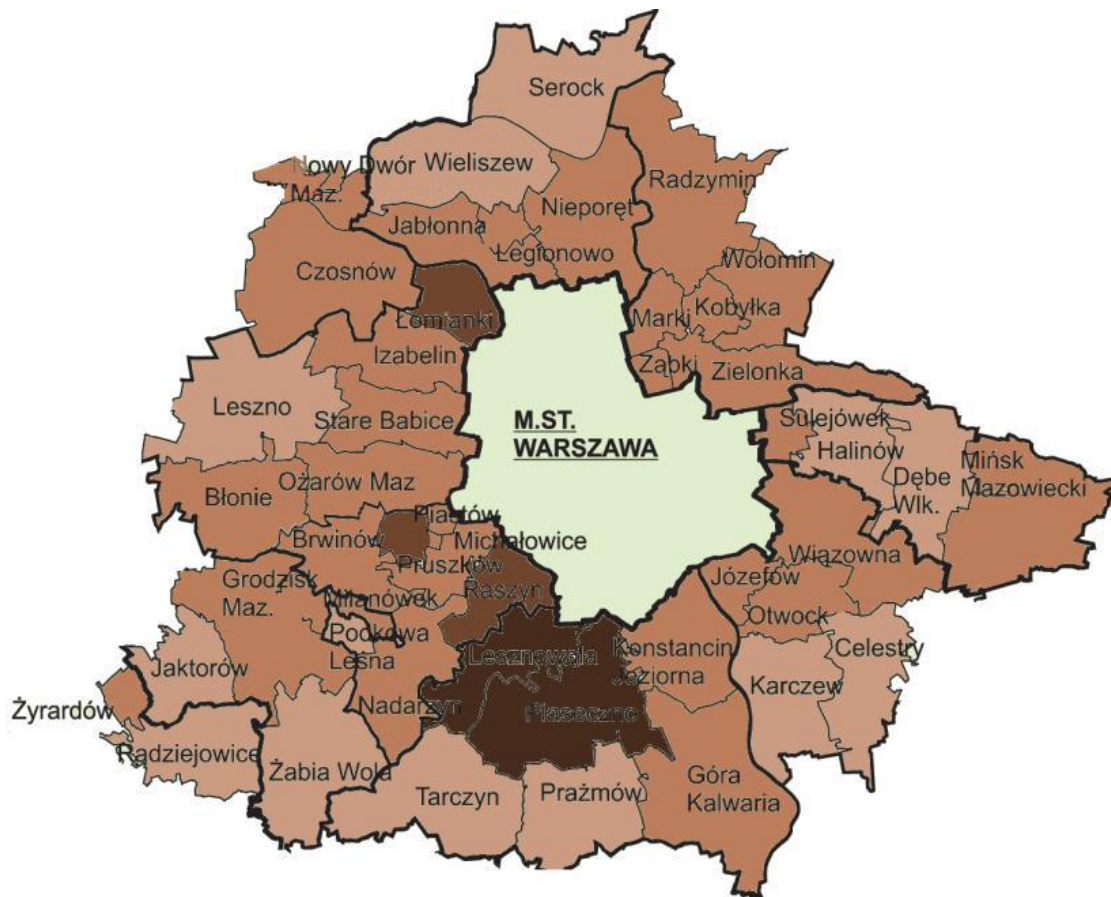 Serock
Nowy Dwór
Maz.
Wieliszew
Radzymin
Nieporęt
Jabłonna
Legionowo
Wołomin
Czosnów
Łomianki
Marki
Kobyłka
Izabelin
Ząbki
Zielonka
Leszno
Stare Babice
M.ST.
WARSZAWA
Sulejówek
Halinów
Dębe
Wlk.
Mińsk
Mazowiecki
Błonie
Ożarów Maz
Piastów
Brwinów
Michałowice
Pruszków
Wiązowna
Józefów
Grodzisk
Maz.
Milanówek
Raszyn
Otwock
Podkowa
Leśna
Lesznowola
Konstancin
Jeziorna
Celestry
Jaktorów
Karczew
Żyrardów
Nadarzyn
Piaseczno
Radziejowice
Żabia Wola
Tarczyn
Prażmów
Góra
Kalwaria